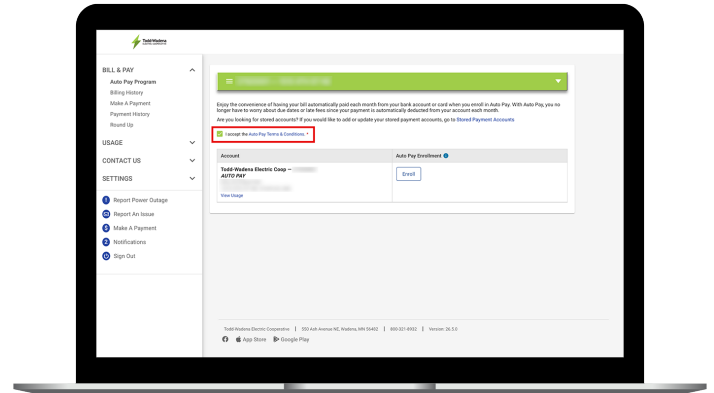 Todd-Wadena
ELECTRIC COOPERATIVE
BILL & PAY
Auto Pay Program
Billing History
Make A Payment
Payment History
Round Up
USAGE
CONTACT US
SETTINGS
Report Power Outage
Report An Issue
Make A Payment
2 Notifications
Sign Out
Enjoy the convenience of having your bill automatically paid each month from your bank account or card when you enroll in Auto Pay. With Auto Pay, you no
longer have to worry about due dates or late fees since your payment is automatically deducted from your account each month.
Are you looking for stored accounts? If you would like to add or update your stored payment accounts, go to Stored Payment Accounts
I accept the Auto Pay Terms & Conditions. *
Account Auto Pay Enrollment
Todd-Wadena Electric Coop —
AUTO PAY
Enroll
View Usage
Todd-Wadena Electric Cooperative | 550 Ash Avenue NE, Wadena, MN 56482 | 800-321-8932 | Version: 26.5.0
App Store Google Play